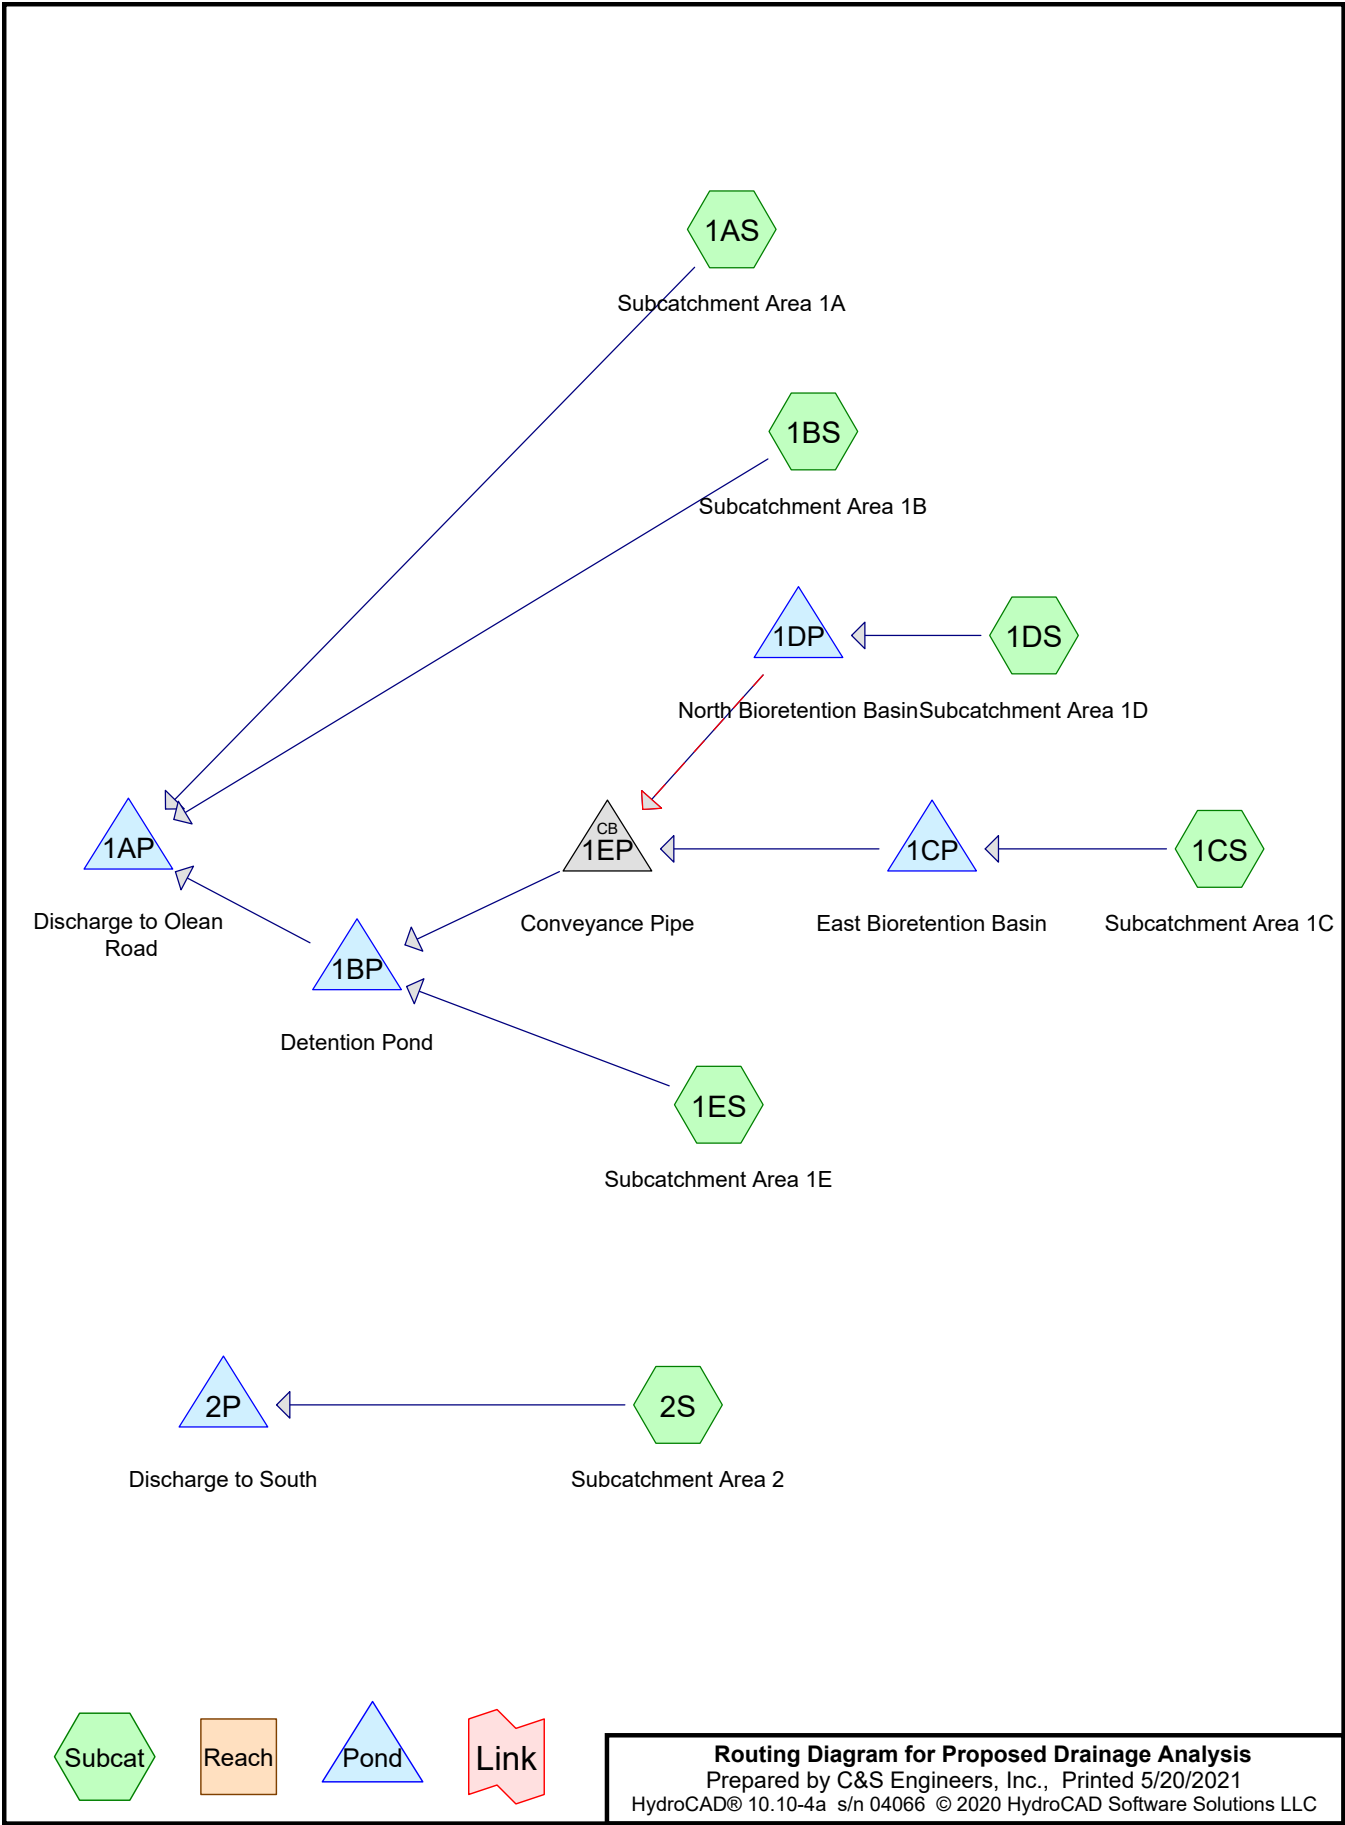 1AS
Subcatchment Area 1A
1BS
Subcatchment Area 1B
1DP
1DS
North Bioretention Basin
Subcatchment Area 1D
1AP
CB
1EP
1CP
1CS
Discharge to Olean
Road
Conveyance Pipe
East Bioretention Basin
Subcatchment Area 1C
1BP
Detention Pond
1ES
Subcatchment Area 1E
2P
2S
Discharge to South
Subcatchment Area 2
Subcat
Reach
Pond
Link
Routing Diagram for Proposed Drainage Analysis
Prepared by C&S Engineers, Inc.,  Printed 5/20/2021
HydroCAD® 10.10-4a  s/n 04066  © 2020 HydroCAD Software Solutions LLC